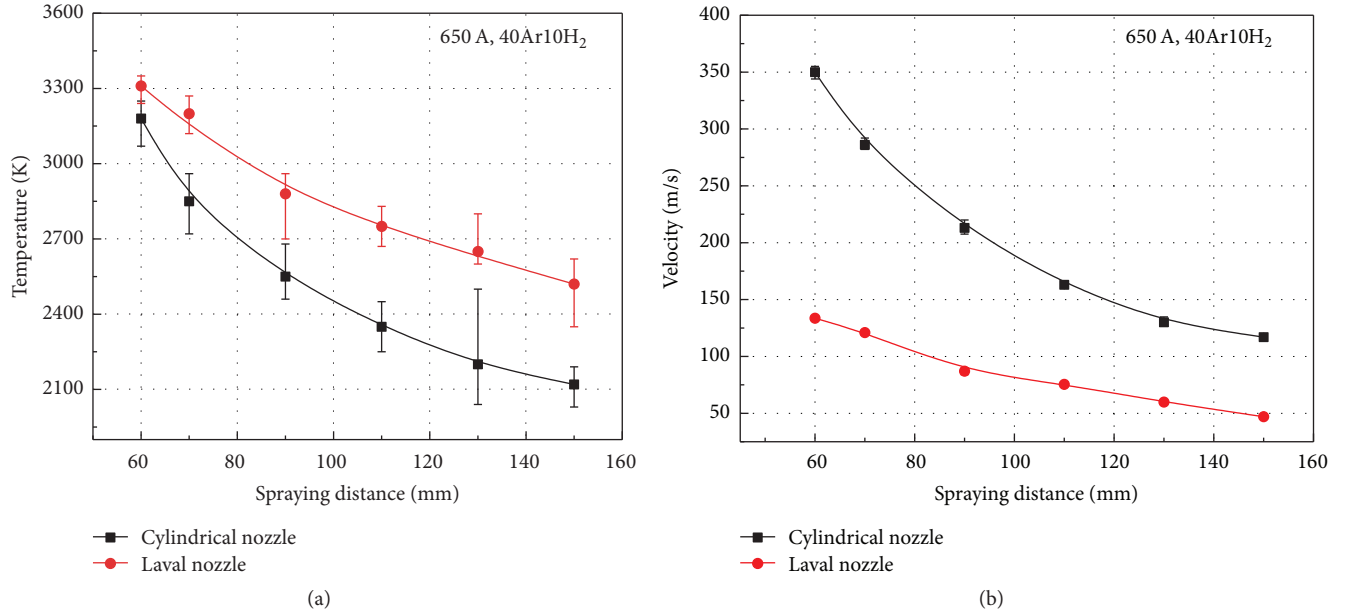 650 A, 40Ar10H₂
3600
3300
3000
2700
2400
2100
Temperature (K)
60 80 100 120 140 160
Spraying distance (mm)
Cylindrical nozzle
Laval nozzle
(a)
650 A, 40Ar10H₂
400
350
300
250
200
150
100
50
Velocity (m/s)
60 80 100 120 140 160
Spraying distance (mm)
Cylindrical nozzle
Laval nozzle
(b)